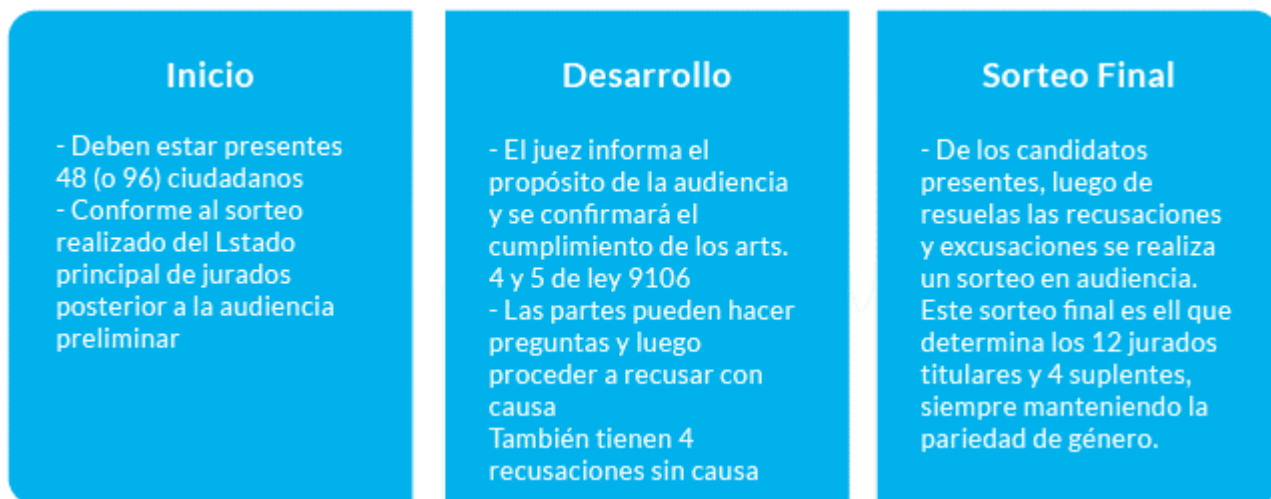 Inicio
- Deben estar presentes
48 (o 96) ciudadanos
- Conforme al sorteo
realizado del Lstado
principal de jurados
posterior a la audiencia
preliminar
Desarrollo
- El juez informa el
propósito de la audiencia
y se confirmará el
cumplimiento de los arts.
4 y 5 de ley 9106
- Las partes pueden hacer
preguntas y luego
proceder a recusar con
causa
También tienen 4
recusaciones sin causa
Sorteo Final
- De los candidatos
presentes, luego de
resuelas las recusaciones
y excusaciones se realiza
un sorteo en audiencia.
Este sorteo final es ell que
determina los 12 jurados
titulares y 4 suplentes,
siempre manteniendo la
pariedad de género.